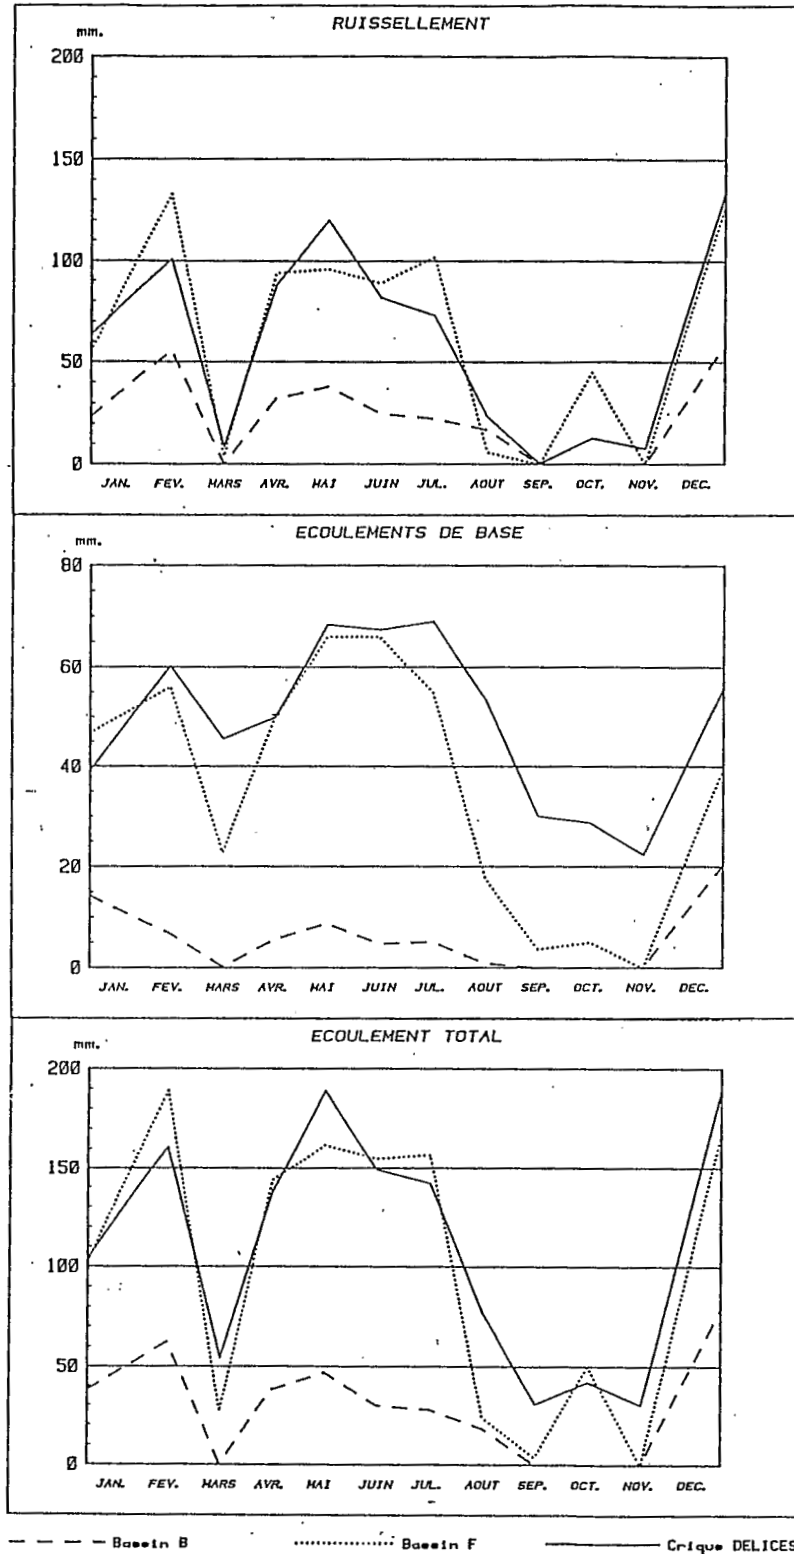 RUISSELLEMENT
mm.
200
150
100
50
0
JAN. FEV. MARS AVR. MAI JUIN JUL. AOUT SEP. OCT. NOV. DEC.
ECOULEMENTS DE BASE
mm.
80
60
40
20
0
JAN. FEV. MARS AVR. MAI JUIN JUL. AOUT SEP. OCT. NOV. DEC.
ECOULEMENT TOTAL
mm.
200
150
100
50
0
JAN. FEV. MARS AVR. MAI JUIN JUL. AOUT SEP. OCT. NOV. DEC.
Bassin B Bassin F Crique DELICES